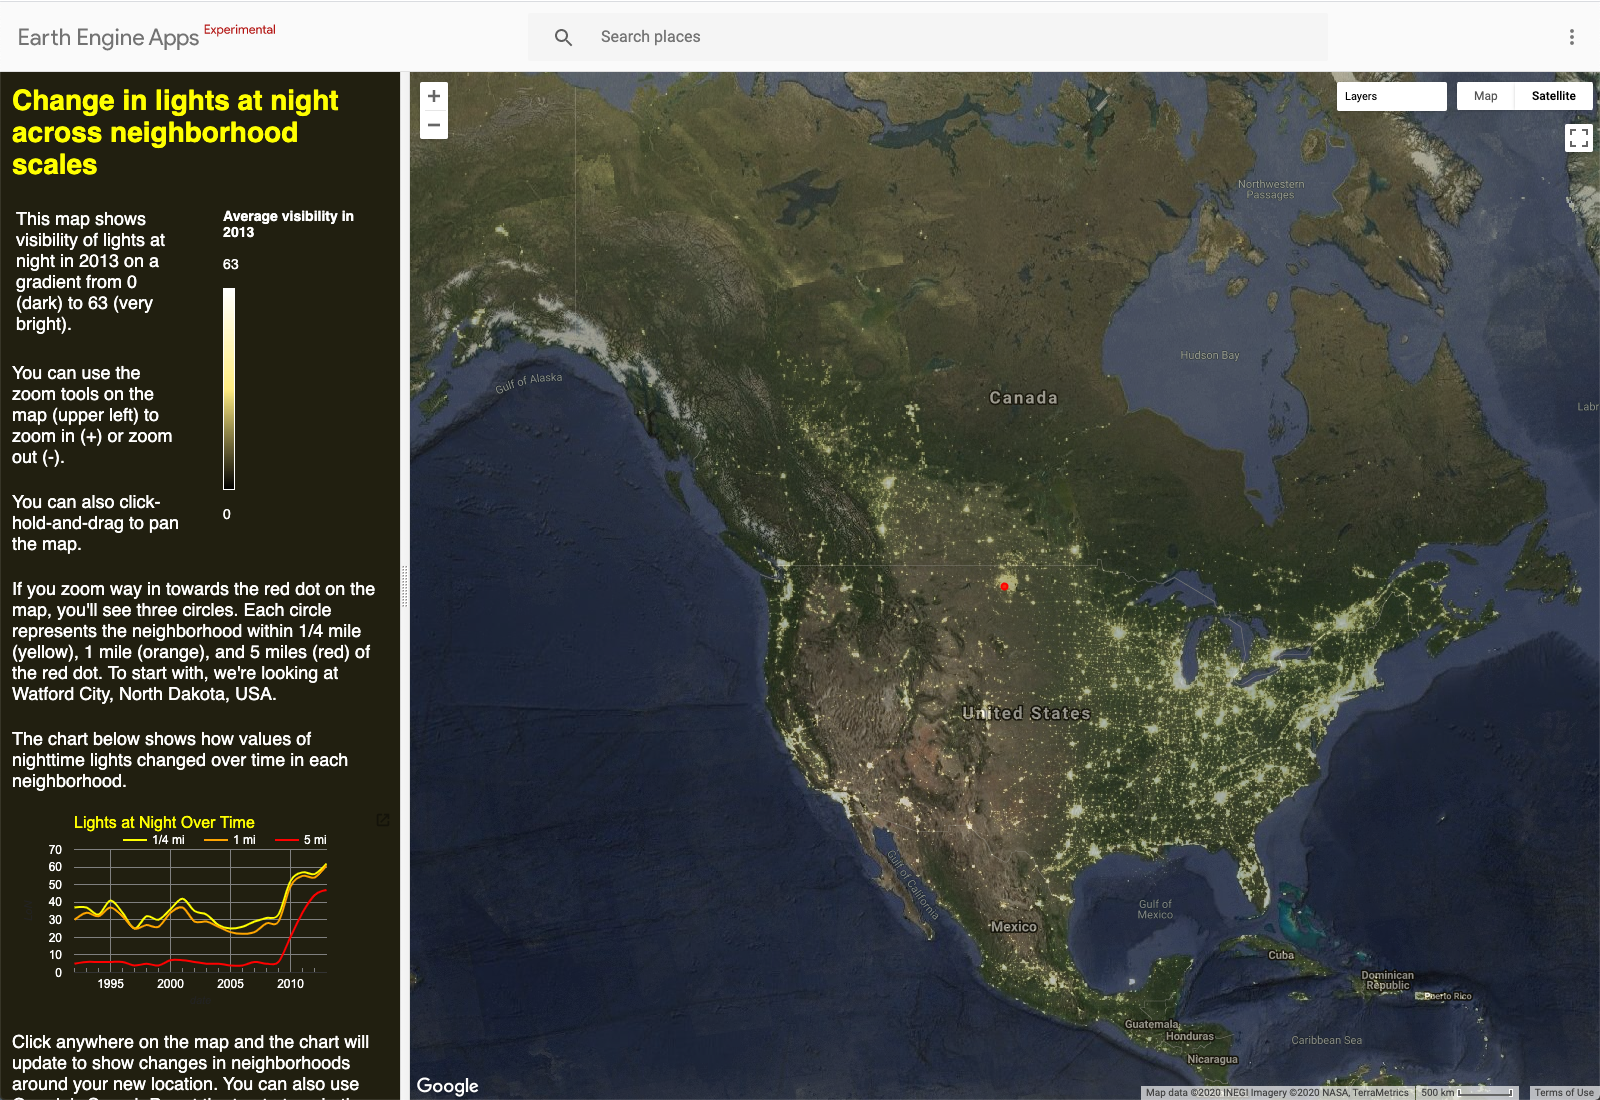 Earth Engine Apps Experimental
Search places
Change in lights at night
across neighborhood
scales
This map shows
visibility of lights at
night in 2013 on a
gradient from 0
(dark) to 63 (very
bright).
You can use the
zoom tools on the
map (upper left) to
zoom in (+) or zoom
out (-).
You can also click-
hold-and-drag to pan
the map.
Average visibility in
2013
63
0
If you zoom way in towards the red dot on the
map, you'll see three circles. Each circle
represents the neighborhood within 1/4 mile
(yellow), 1 mile (orange), and 5 miles (red) of
the red dot. To start with, we're looking at
Watford City, North Dakota, USA.
The chart below shows how values of
nighttime lights changed over time in each
neighborhood.
Lights at Night Over Time
1/4 mi 1 mi 5 mi
70
60
50
40
30
20
10
0
1995 2000 2005 2010
Click anywhere on the map and the chart will
update to show changes in neighborhoods
around your new location. You can also use
+
−
Layers
Map Satellite
Northwestern
Passages
Hudson Bay
Gulf of Alaska
Canada
Labr
United States
Gulf of California
Gulf of
Mexico
Mexico
Cuba
Dominican
Republic
Puerto Rico
Guatemala
Honduras
Caribbean Sea
Nicaragua
Google
Map data ©2020 INEGI Imagery ©2020 NASA, TerraMetrics 500 km Terms of Use